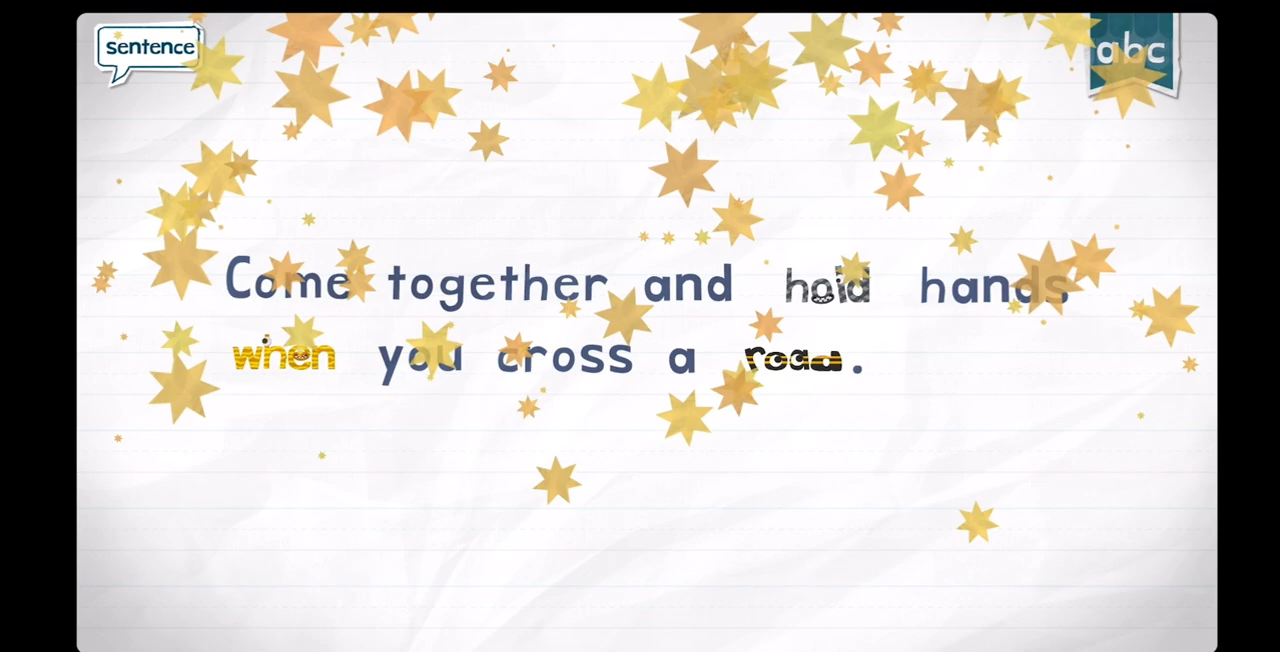 sentence
abc
Come together and hold hands
when you cross a road.